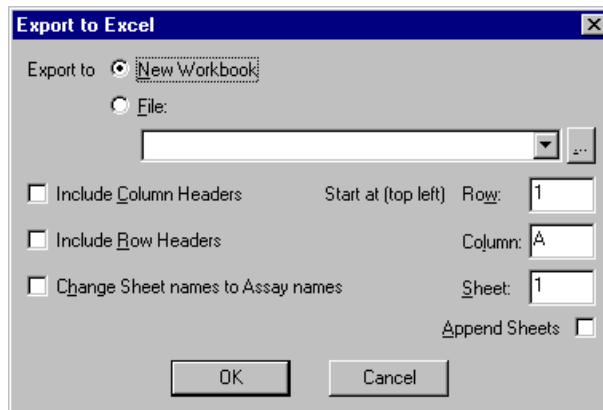 Export to Excel
Export to New Workbook
File:
...
Include Column Headers Start at (top left) Row: 1
Include Row Headers Column: A
Change Sheet names to Assay names Sheet: 1
Append Sheets
OK Cancel